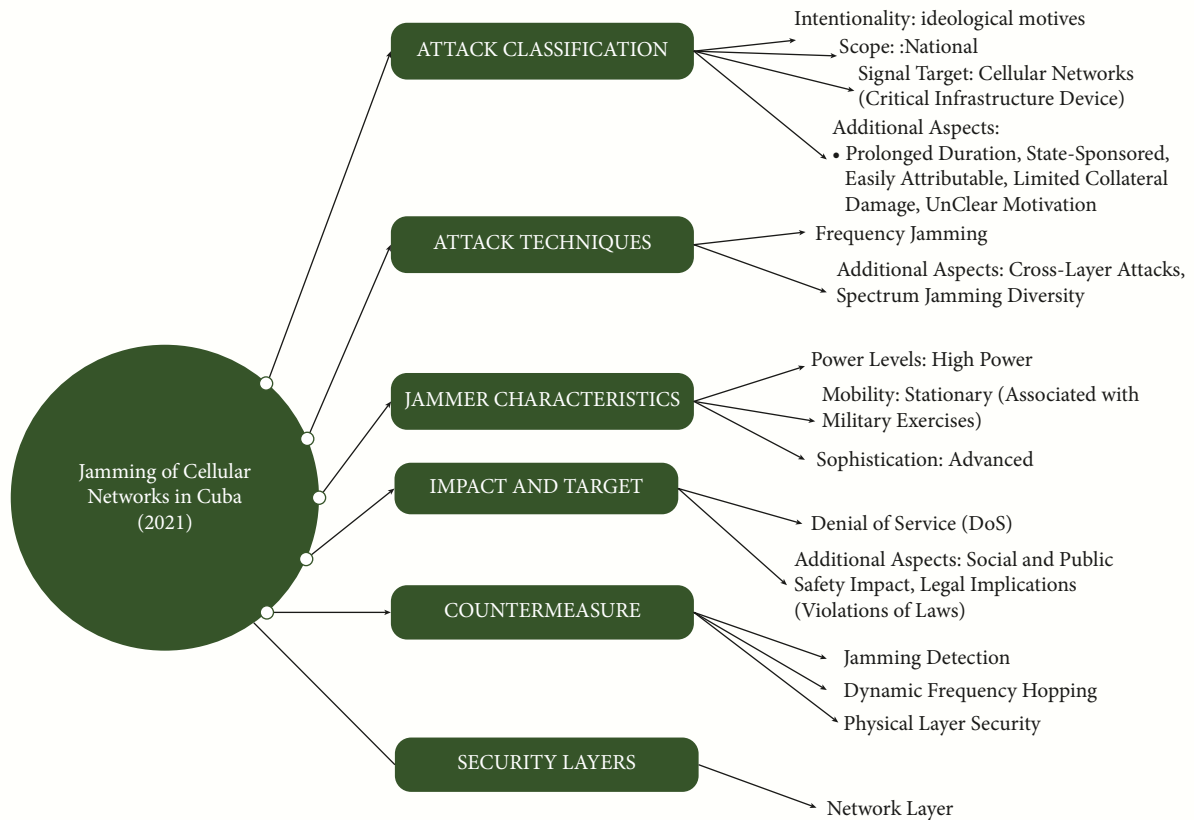 Jamming of Cellular
Networks in Cuba
(2021)
ATTACK CLASSIFICATION
Intentionality: ideological motives
Scope: :National
Signal Target: Cellular Networks
(Critical Infrastructure Device)
Additional Aspects:
• Prolonged Duration, State-Sponsored,
Easily Attributable, Limited Collateral
Damage, UnClear Motivation
ATTACK TECHNIQUES
Frequency Jamming
Additional Aspects: Cross-Layer Attacks,
Spectrum Jamming Diversity
JAMMER CHARACTERISTICS
Power Levels: High Power
Mobility: Stationary (Associated with
Military Exercises)
Sophistication: Advanced
IMPACT AND TARGET
Denial of Service (DoS)
Additional Aspects: Social and Public
Safety Impact, Legal Implications
(Violations of Laws)
COUNTERMEASURE
Jamming Detection
Dynamic Frequency Hopping
Physical Layer Security
SECURITY LAYERS
Network Layer